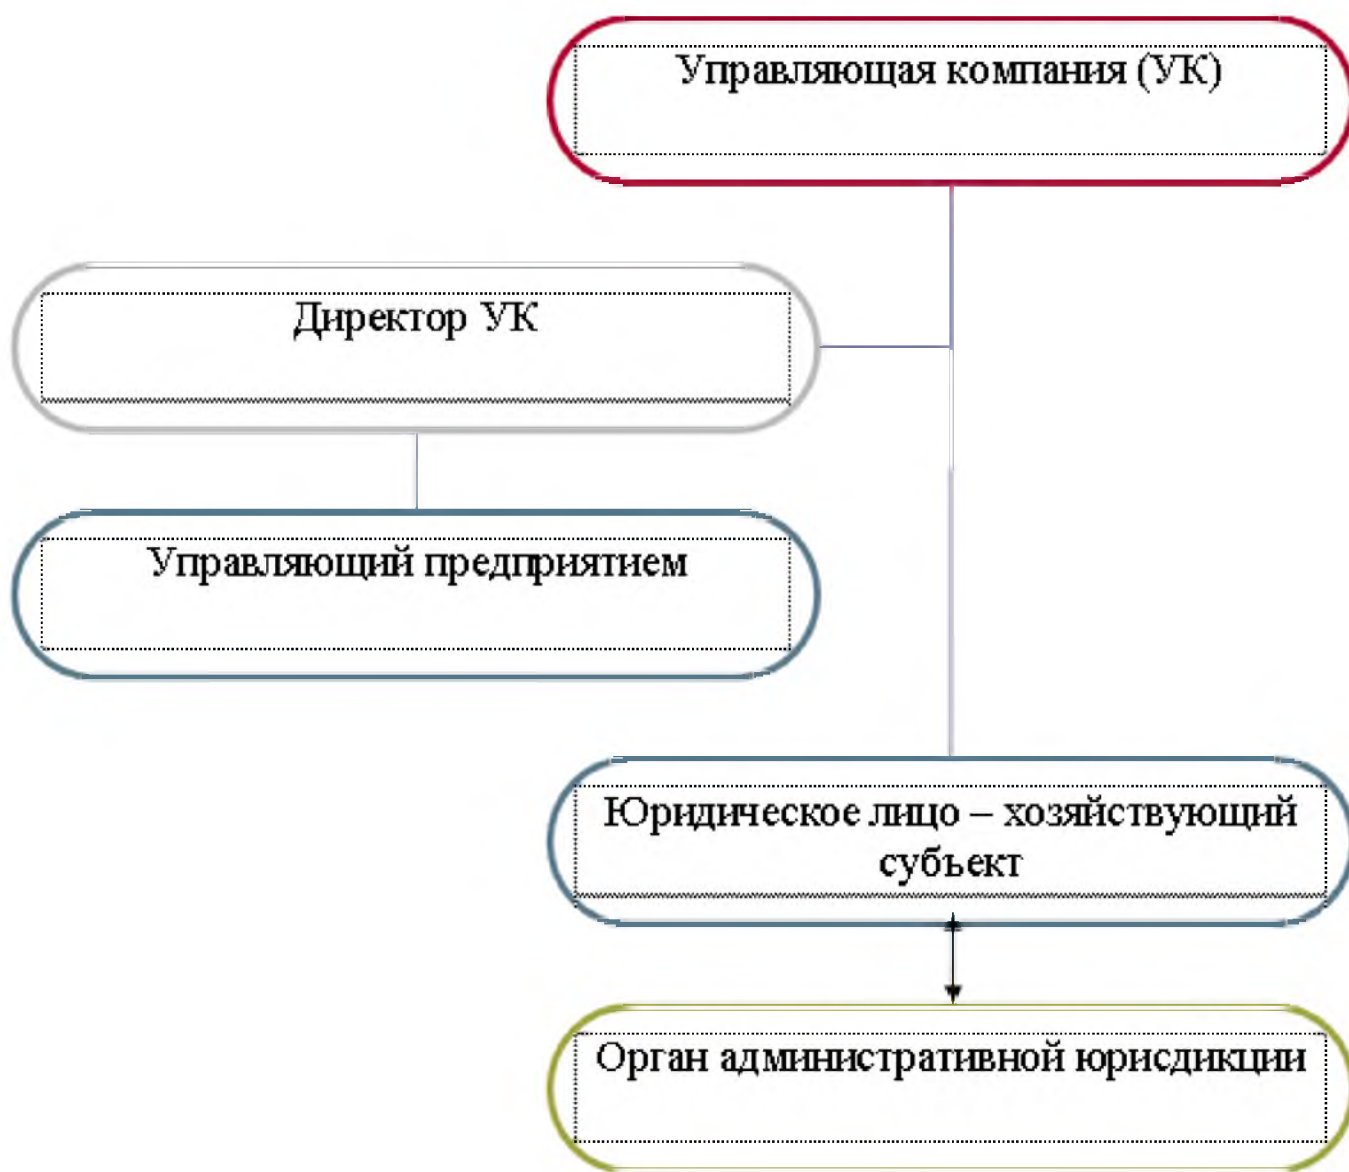 Управляющая компания (УК)
Директор УК
Управляющий предприятием
Юридическое лицо – хозяйствующий
субъект
Орган административной юрисдикции